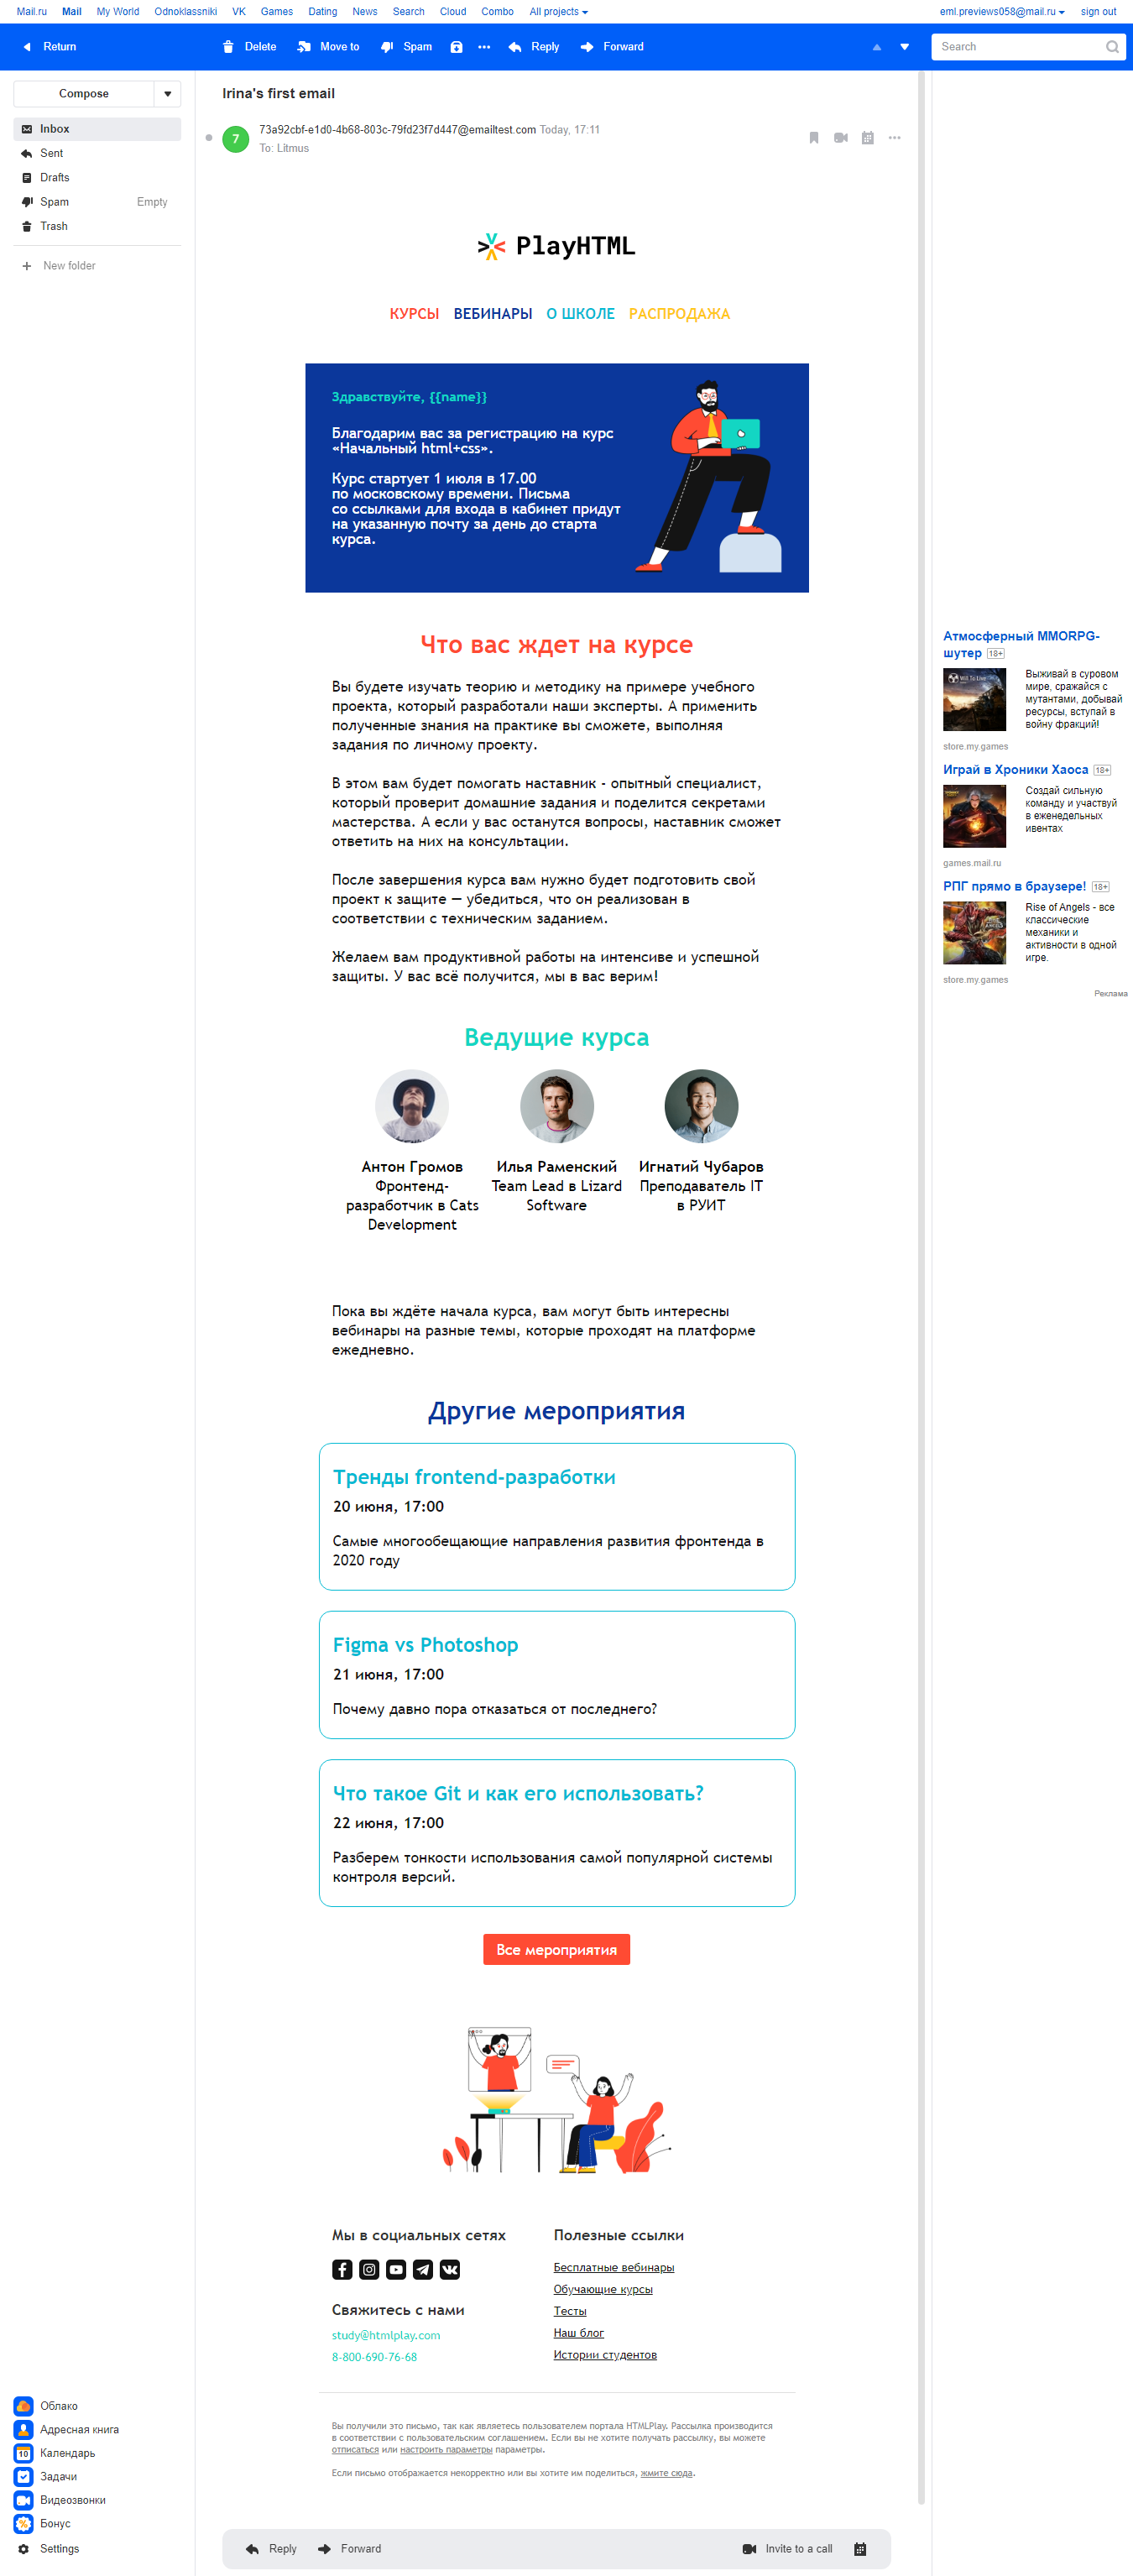 Mail.ru Mail My World Odnoklassniki VK Games Dating News Search Cloud Combo All projects eml.previews058@mail.ru sign out
Return Delete Move to Spam Reply Forward Search
Compose
Inbox
Sent
Drafts
Spam Empty
Trash
New folder
Irina's first email
7
73a92cbf-e1d0-4b68-803c-79fd23f7d447@emailtest.com Today, 17:11
To: Litmus
PlayHTML
КУРСЫ ВЕБИНАРЫ О ШКОЛЕ РАСПРОДАЖА
Здравствуйте, {{name}}
Благодарим вас за регистрацию на курс
«Начальный html+css».
Курс стартует 1 июля в 17.00
по московскому времени. Письма
со ссылками для входа в кабинет придут
на указанную почту за день до старта
курса.
Что вас ждет на курсе
Вы будете изучать теорию и методику на примере учебного
проекта, который разработали наши эксперты. А применить
полученные знания на практике вы сможете, выполняя
задания по личному проекту.
В этом вам будет помогать наставник - опытный специалист,
который проверит домашние задания и поделится секретами
мастерства. А если у вас останутся вопросы, наставник сможет
ответить на них на консультации.
После завершения курса вам нужно будет подготовить свой
проект к защите — убедиться, что он реализован в
соответствии с техническим заданием.
Желаем вам продуктивной работы на интенсиве и успешной
защиты. У вас всё получится, мы в вас верим!
Ведущие курса
Антон Громов
Фронтенд-
разработчик в Cats
Development
Илья Раменский
Team Lead в Lizard
Software
Игнатий Чубаров
Преподаватель IT
в РУИТ
Пока вы ждёте начала курса, вам могут быть интересны
вебинары на разные темы, которые проходят на платформе
ежедневно.
Другие мероприятия
Тренды frontend-разработки
20 июня, 17:00
Самые многообещающие направления развития фронтенда в
2020 году
Figma vs Photoshop
21 июня, 17:00
Почему давно пора отказаться от последнего?
Что такое Git и как его использовать?
22 июня, 17:00
Разберем тонкости использования самой популярной системы
контроля версий.
Все мероприятия
Мы в социальных сетях
Свяжитесь с нами
study@htmlplay.com
8-800-690-76-68
Полезные ссылки
Бесплатные вебинары
Обучающие курсы
Тесты
Наш блог
Истории студентов
Вы получили это письмо, так как являетесь пользователем портала HTMLPlay. Рассылка производится
в соответствии с пользовательским соглашением. Если вы не хотите получать рассылку, вы можете
отписаться или настроить параметры параметры.
Если письмо отображается некорректно или вы хотите им поделиться, жмите сюда.
Атмосферный MMORPG-
шутер 18+
Выживай в суровом
мире, сражайся с
мутантами, добывай
ресурсы, вступай в
войну фракций!
store.my.games
Играй в Хроники Хаоса 18+
Создай сильную
команду и участвуй
в еженедельных
ивентах
games.mail.ru
РПГ прямо в браузере! 18+
Rise of Angels - все
классические
механики и
активности в одной
игре.
store.my.games
Реклама
Облако
Адресная книга
10 Календарь
Задачи
Видеозвонки
Бонус
Settings
Reply Forward Invite to a call